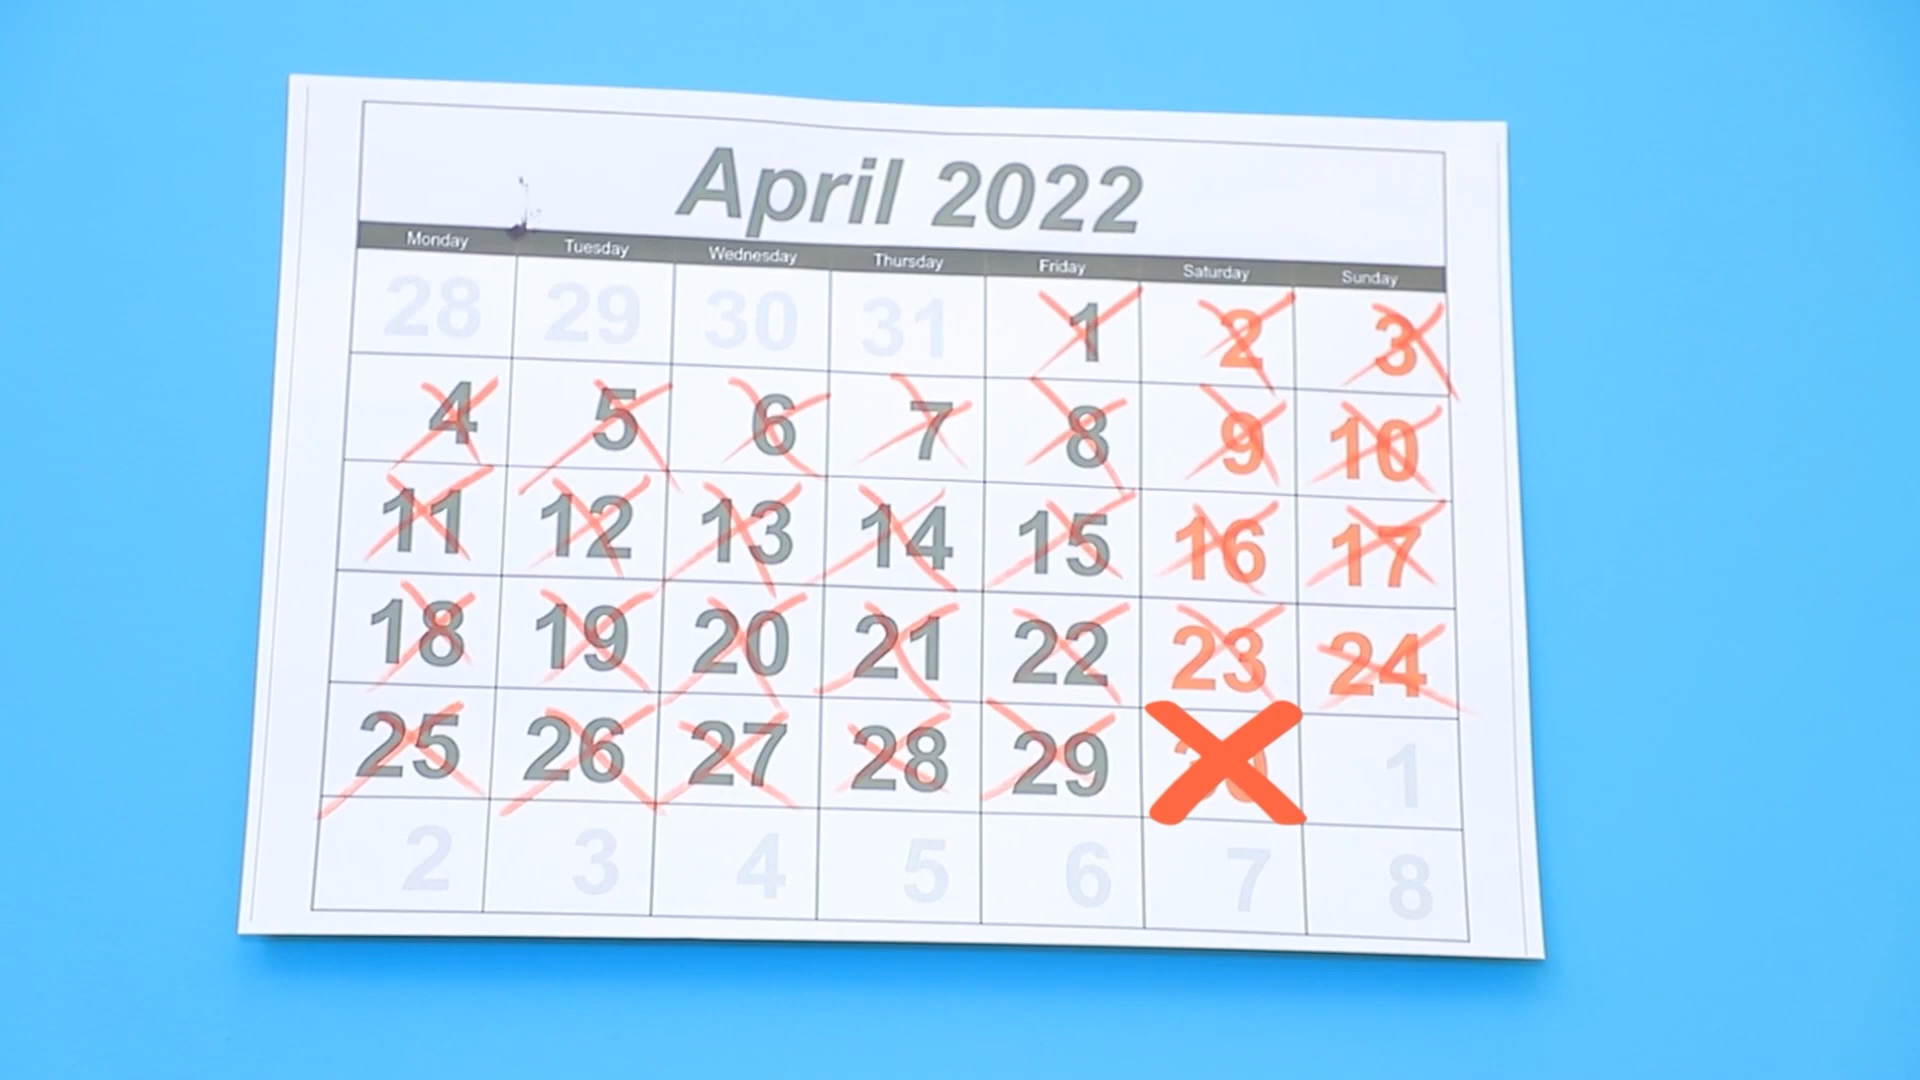 April 2022
Monday Tuesday Wednesday Thursday Friday Saturday Sunday
28 29 30 31 1 2 3
4 5 6 7 8 9 10
11 12 13 14 15 16 17
18 19 20 21 22 23 24
25 26 27 28 29 1
2 3 4 5 6 7 8